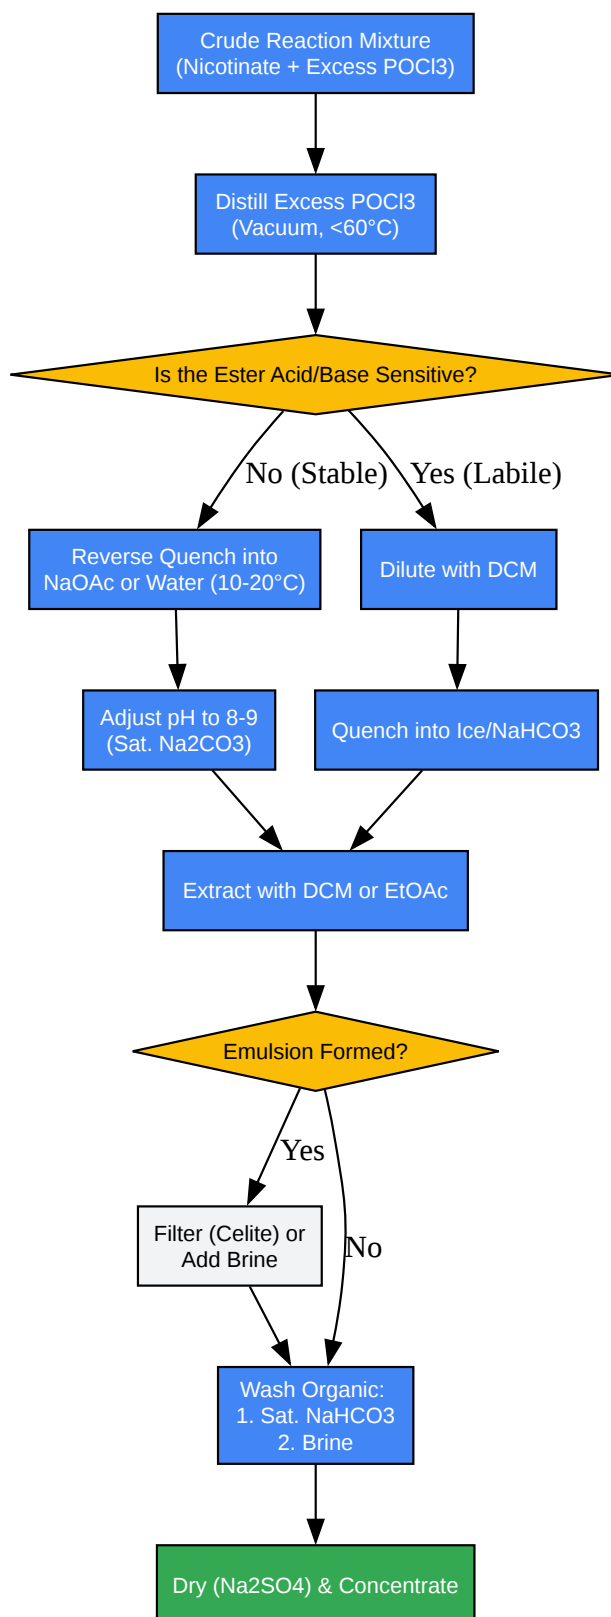 Crude Reaction Mixture
(Nicotinate + Excess POCl3)
Distill Excess POCl3
(Vacuum, <60°C)
Is the Ester Acid/Base Sensitive?
No (Stable)
Yes (Labile)
Reverse Quench into
NaOAc or Water (10-20°C)
Dilute with DCM
Adjust pH to 8-9
(Sat. Na2CO3)
Quench into Ice/NaHCO3
Extract with DCM or EtOAc
Emulsion Formed?
Yes
Filter (Celite) or
Add Brine
No
Wash Organic:
1. Sat. NaHCO3
2. Brine
Dry (Na2SO4) & Concentrate